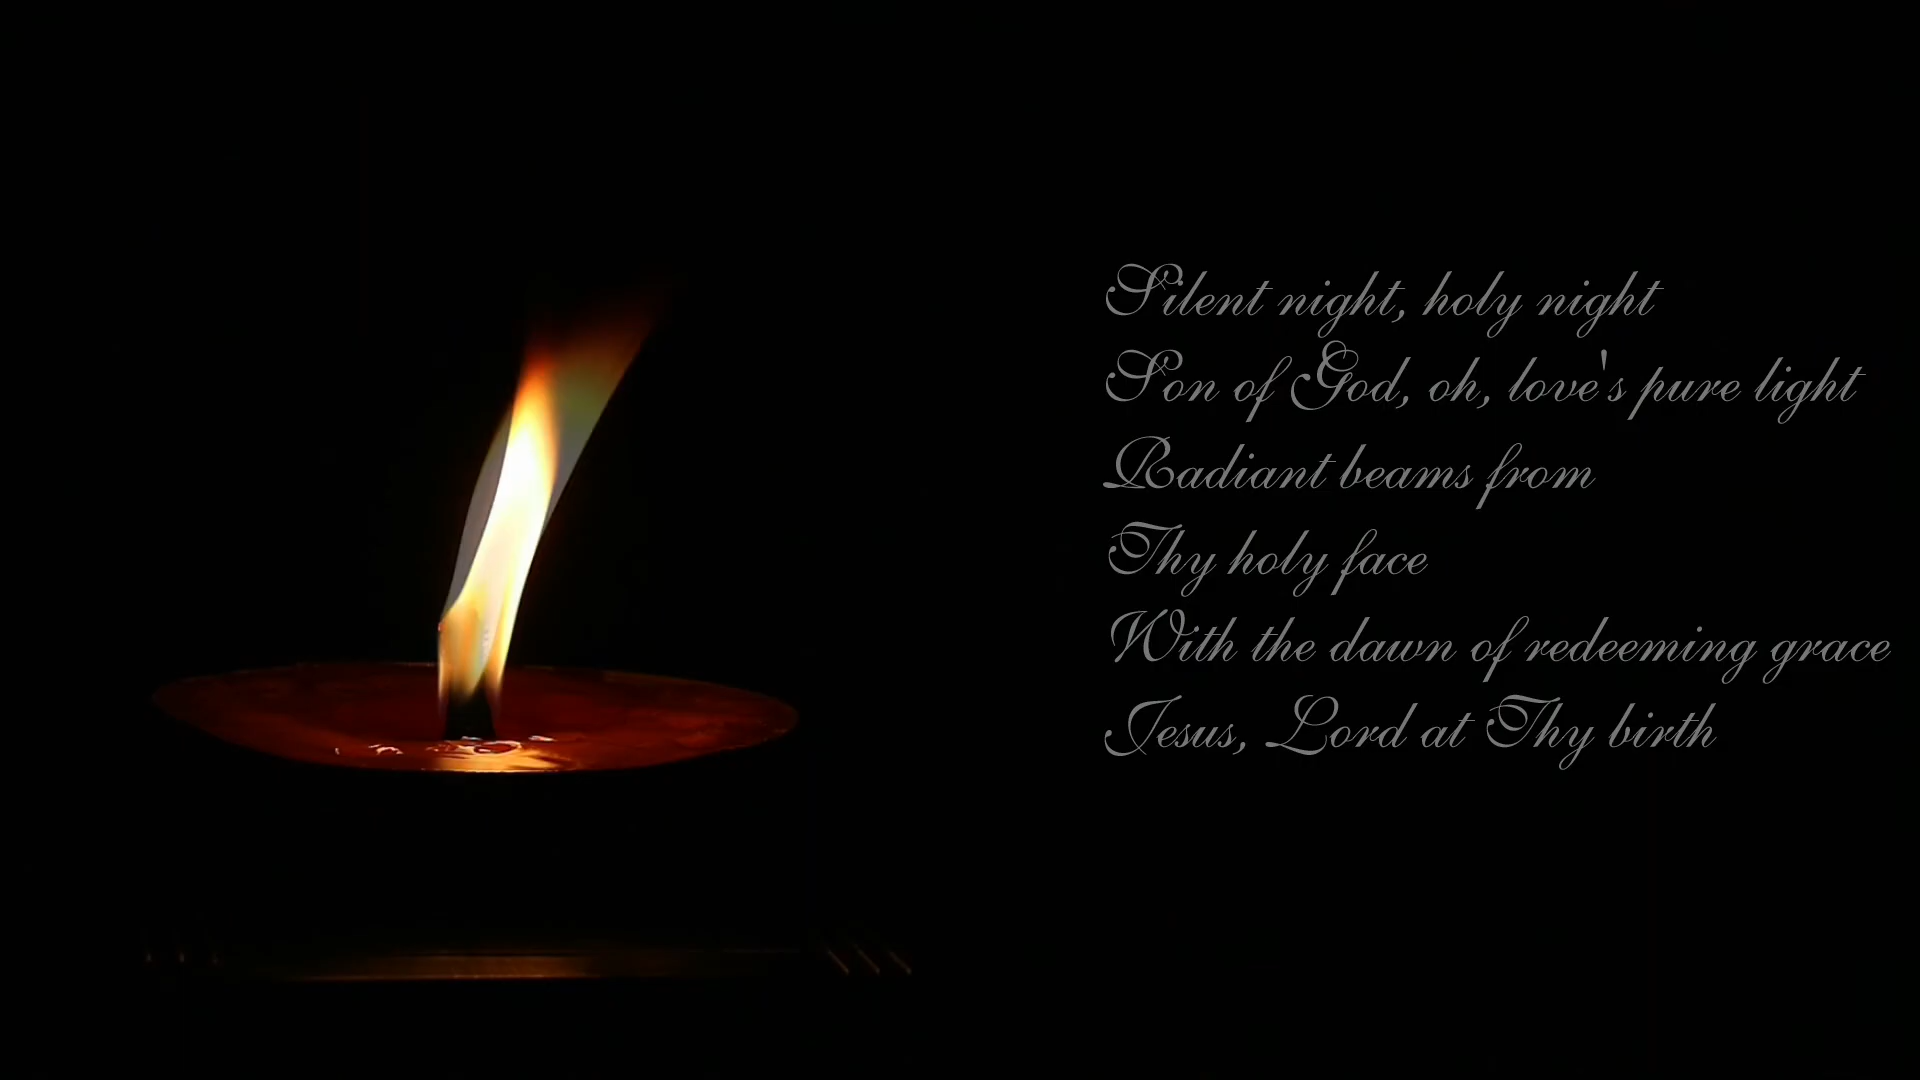 Silent night, holy night
Son of God, oh, love's pure light
Radiant beams from
Thy holy face
With the dawn of redeeming grace
Jesus, Lord at Thy birth